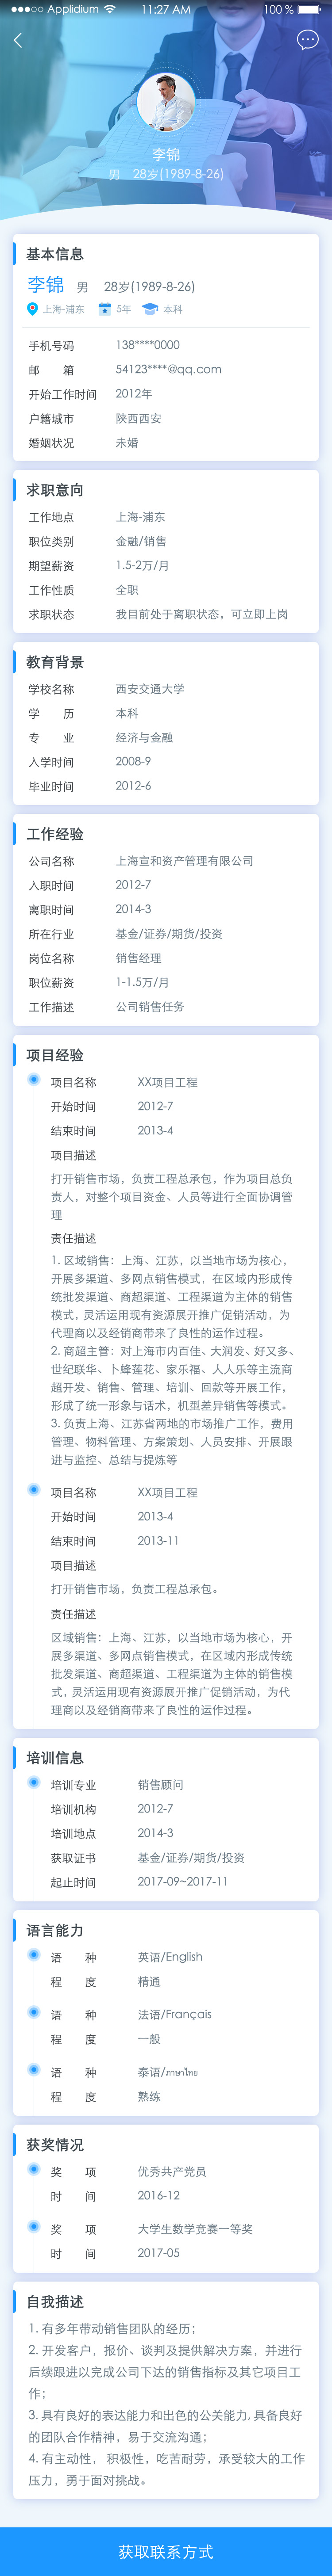 Applidium 11:27 AM 100 %
李锦
男 28岁(1989-8-26)
基本信息
李锦 男 28岁(1989-8-26)
上海-浦东 5年 本科
手机号码 138****0000
邮 箱 54123****@qq.com
开始工作时间 2012年
户籍城市 陕西西安
婚姻状况 未婚
求职意向
工作地点 上海-浦东
职位类别 金融/销售
期望薪资 1.5-2万/月
工作性质 全职
求职状态 我目前处于离职状态，可立即上岗
教育背景
学校名称 西安交通大学
学 历 本科
专 业 经济与金融
入学时间 2008-9
毕业时间 2012-6
工作经验
公司名称 上海宣和资产管理有限公司
入职时间 2012-7
离职时间 2014-3
所在行业 基金/证券/期货/投资
岗位名称 销售经理
职位薪资 1-1.5万/月
工作描述 公司销售任务
项目经验
项目名称 XX项目工程
开始时间 2012-7
结束时间 2013-4
项目描述
打开销售市场，负责工程总承包，作为项目总负
责人，对整个项目资金、人员等进行全面协调管
理
责任描述
1. 区域销售：上海、江苏，以当地市场为核心，
开展多渠道、多网点销售模式，在区域内形成传
统批发渠道、商超渠道、工程渠道为主体的销售
模式，灵活运用现有资源展开推广促销活动，为
代理商以及经销商带来了良性的运作过程。
2. 商超主管：对上海市内百佳、大润发、好又多、
世纪联华、卜蜂莲花、家乐福、人人乐等主流商
超开发、销售、管理、培训、回款等开展工作，
形成了统一形象与话术，机型差异销售等模式。
3. 负责上海、江苏省两地的市场推广工作，费用
管理、物料管理、方案策划、人员安排、开展跟
进与监控、总结与提炼等
项目名称 XX项目工程
开始时间 2013-4
结束时间 2013-11
项目描述
打开销售市场，负责工程总承包。
责任描述
区域销售：上海、江苏，以当地市场为核心，开
展多渠道、多网点销售模式，在区域内形成传统
批发渠道、商超渠道、工程渠道为主体的销售模
式，灵活运用现有资源展开推广促销活动，为代
理商以及经销商带来了良性的运作过程。
培训信息
培训专业 销售顾问
培训机构 2012-7
培训地点 2014-3
获取证书 基金/证券/期货/投资
起止时间 2017-09~2017-11
语言能力
语 种 英语/English
程 度 精通
语 种 法语/Français
程 度 一般
语 种 泰语/ภาษาไทย
程 度 熟练
获奖情况
奖 项 优秀共产党员
时 间 2016-12
奖 项 大学生数学竞赛一等奖
时 间 2017-05
自我描述
1. 有多年带动销售团队的经历；
2. 开发客户，报价、谈判及提供解决方案，并进行
后续跟进以完成公司下达的销售指标及其它项目工
作；
3. 具有良好的表达能力和出色的公关能力, 具备良好
的团队合作精神，易于交流沟通；
4. 有主动性， 积极性，吃苦耐劳，承受较大的工作
压力，勇于面对挑战。
获取联系方式